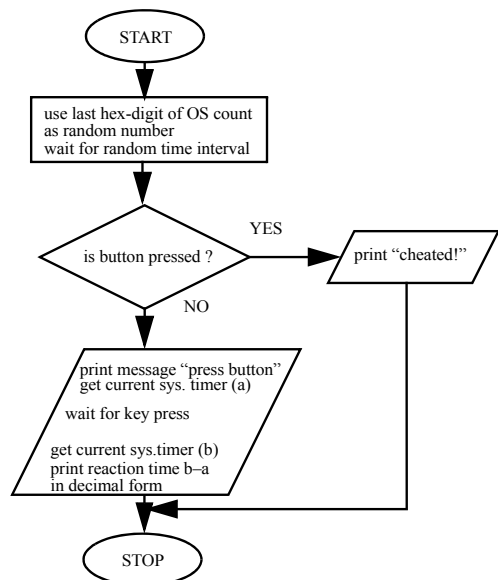 START
use last hex-digit of OS count
as random number
wait for random time interval
is button pressed ?
YES
print “cheated!”
NO
print message “press button”
get current sys. timer (a)
wait for key press
get current sys.timer (b)
print reaction time b–a
in decimal form
STOP